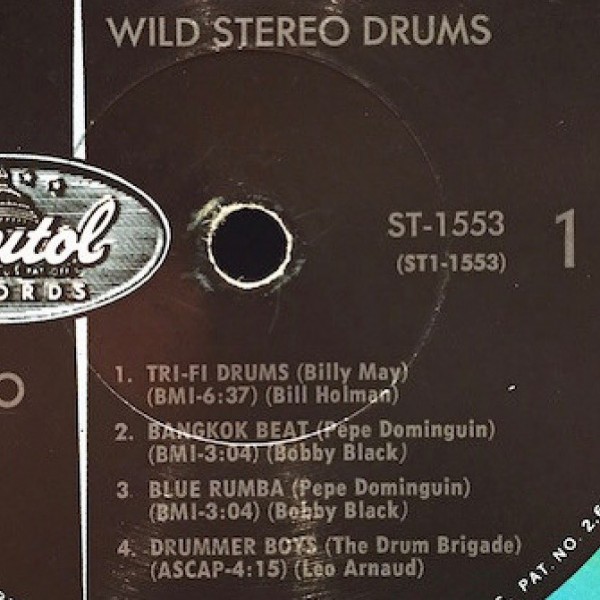 WILD STEREO DRUMS
ST-1553
(ST1-1553)
1
1. TRI-FI DRUMS (Billy May)
(BMI-6:37) (Bill Holman)
2. BANGKOK BEAT (Pepe Dominguin)
(BMI-3:04) (Bobby Black)
3. BLUE RUMBA (Pepe Dominguin)
(BMI-3:04) (Bobby Black)
4. DRUMMER BOYS (The Drum Brigade)
(ASCAP-4:15) (Leo Arnaud)
PAT. NO. 2,6